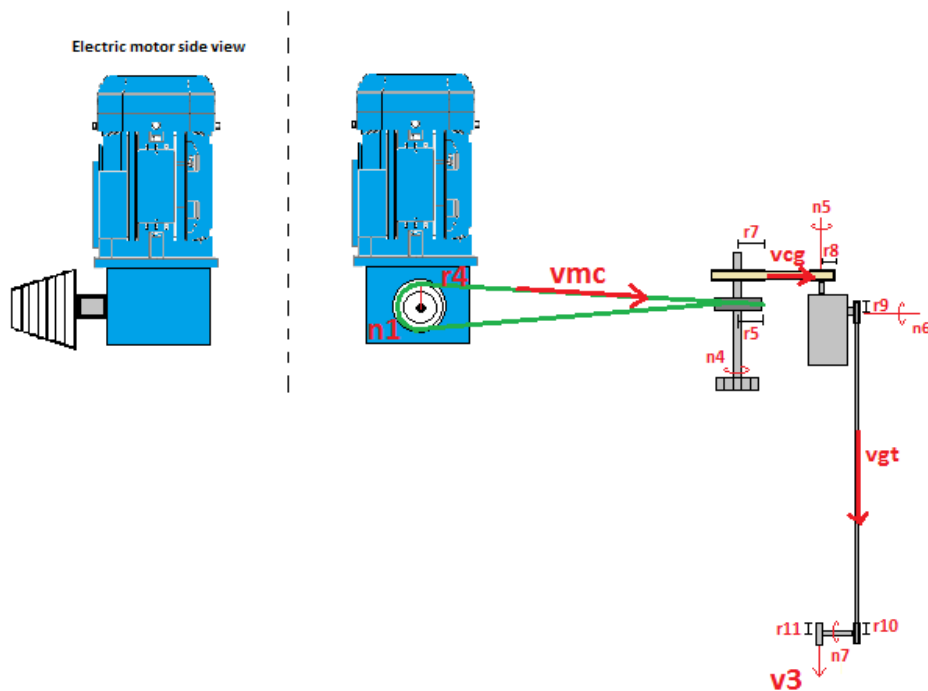 Electric motor side view
n5
r7
r8
vcg
r4
vmc
r9
n6
n1
r5
n4
vgt
r11
r10
n7
v3